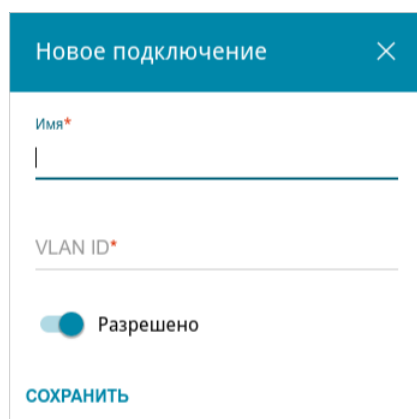 Новое подключение
Имя*
VLAN ID*
Разрешено
СОХРАНИТЬ